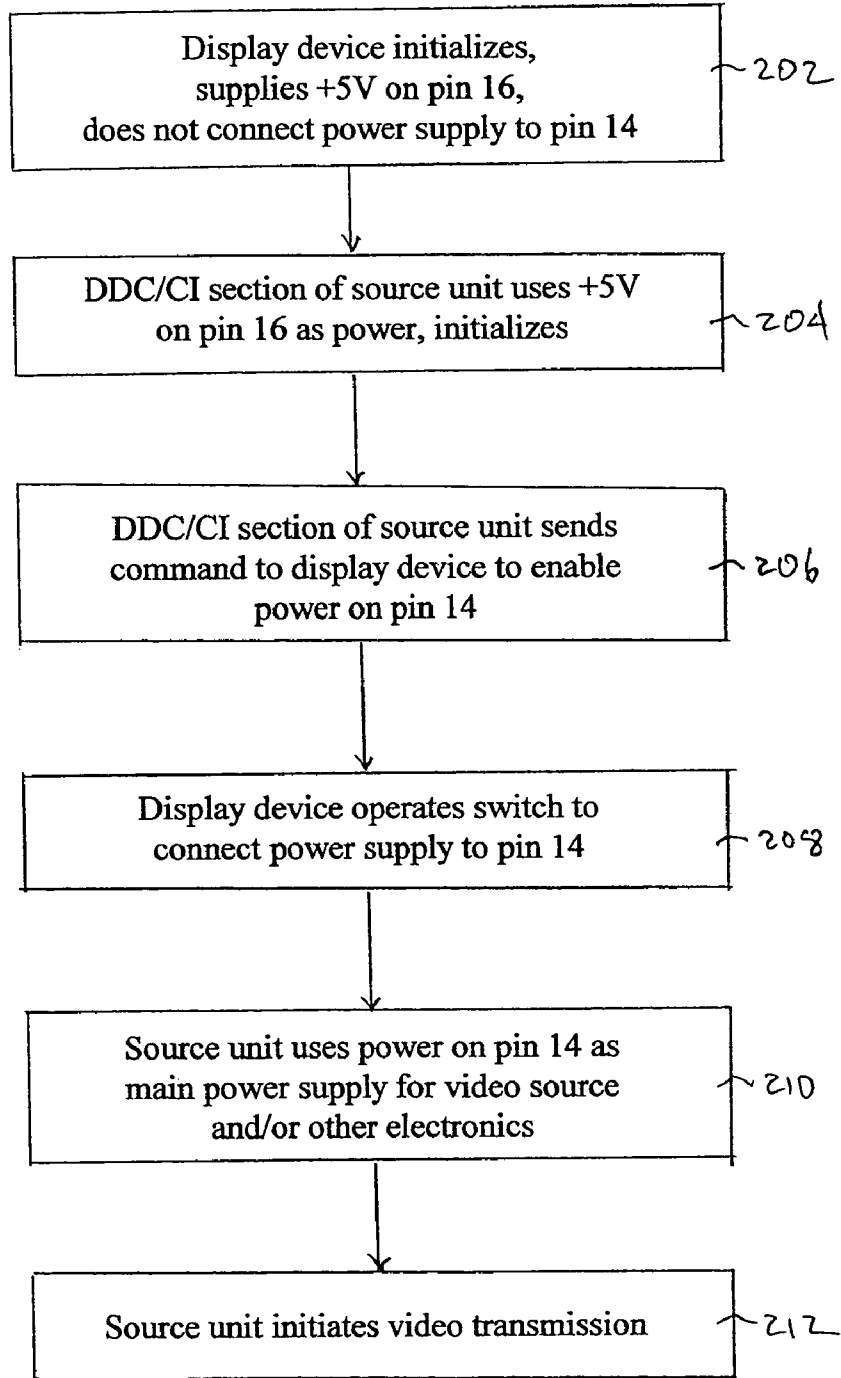 Display device initializes,
supplies +5V on pin 16,
does not connect power supply to pin 14
202
DDC/CI section of source unit uses +5V
on pin 16 as power, initializes
204
DDC/CI section of source unit sends
command to display device to enable
power on pin 14
206
Display device operates switch to
connect power supply to pin 14
208
Source unit uses power on pin 14 as
main power supply for video source
and/or other electronics
210
Source unit initiates video transmission
212